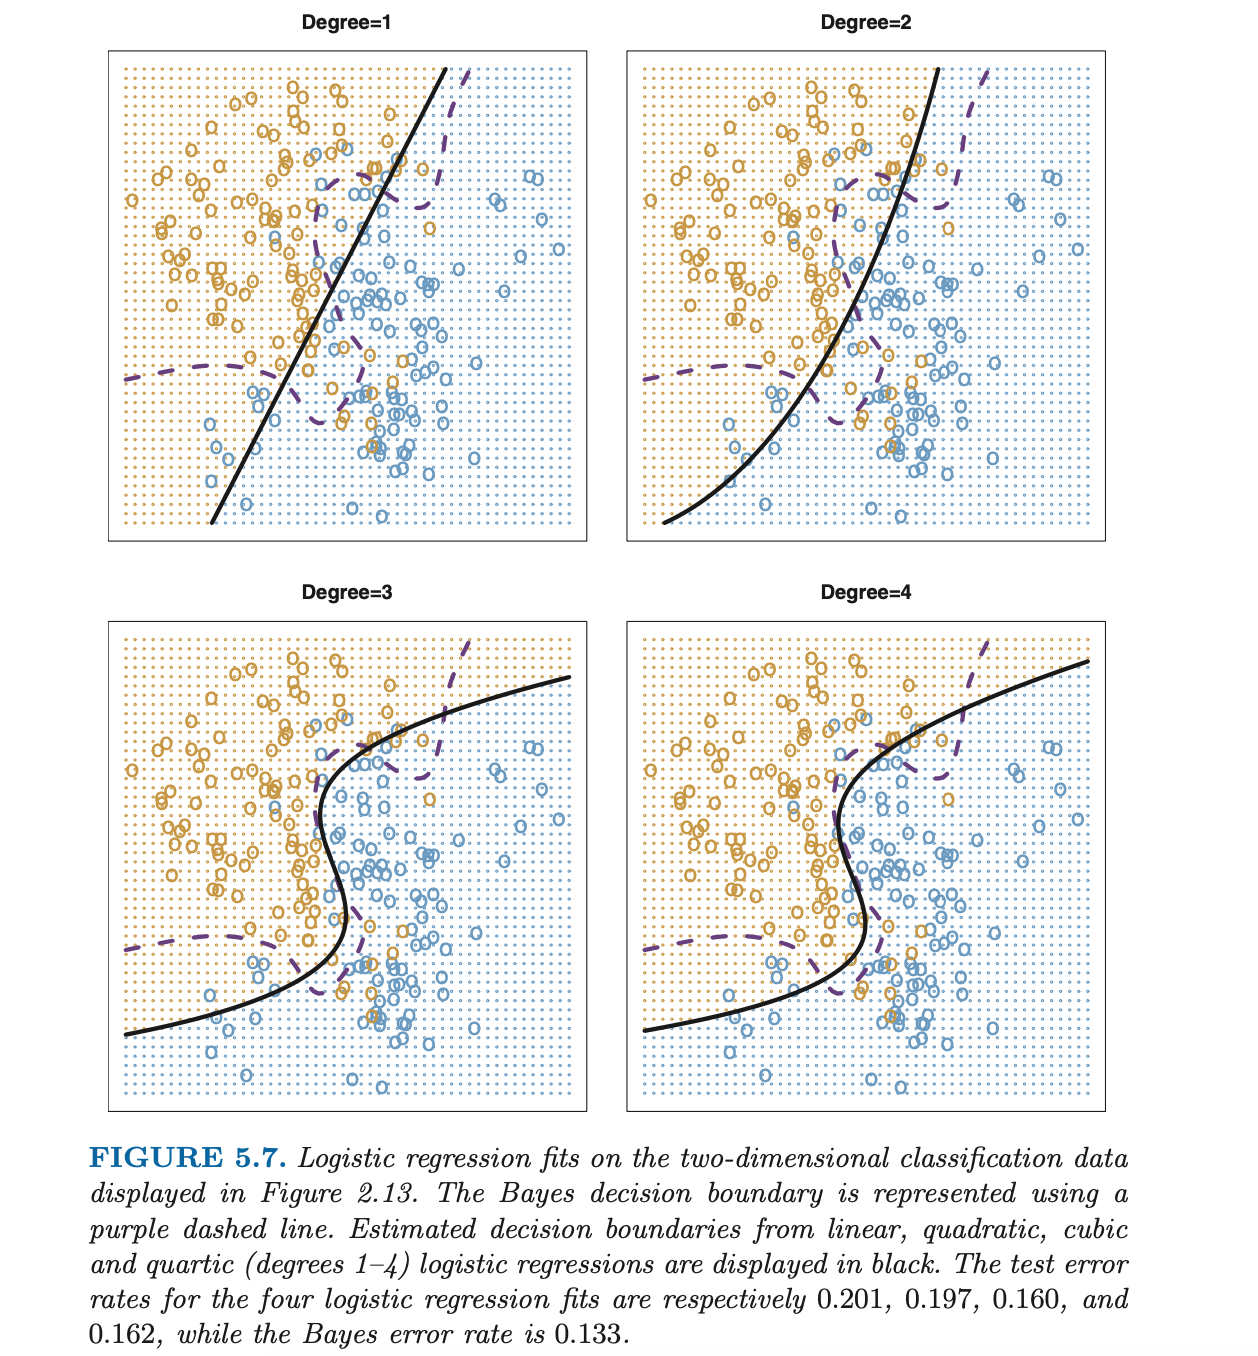 Degree=1
Degree=2
Degree=3
Degree=4
FIGURE 5.7. Logistic regression fits on the two-dimensional classification data
displayed in Figure 2.13. The Bayes decision boundary is represented using a
purple dashed line. Estimated decision boundaries from linear, quadratic, cubic
and quartic (degrees 1–4) logistic regressions are displayed in black. The test error
rates for the four logistic regression fits are respectively 0.201, 0.197, 0.160, and
0.162, while the Bayes error rate is 0.133.